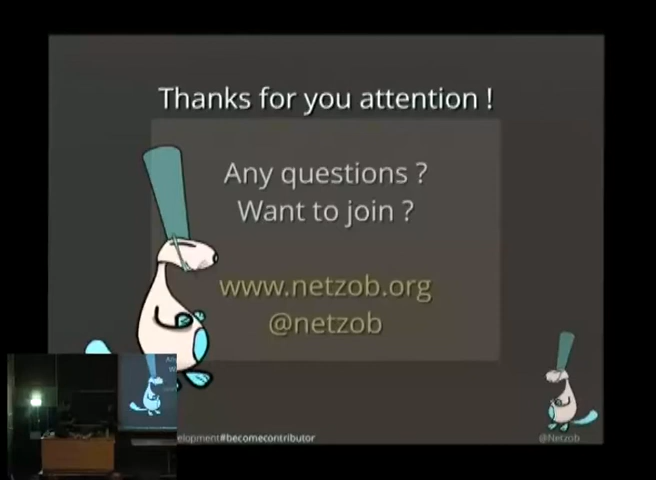 Thanks for you attention !
Any questions ?
Want to join ?
www.netzob.org
@netzob
elopment#becomecontributor
@Netzob